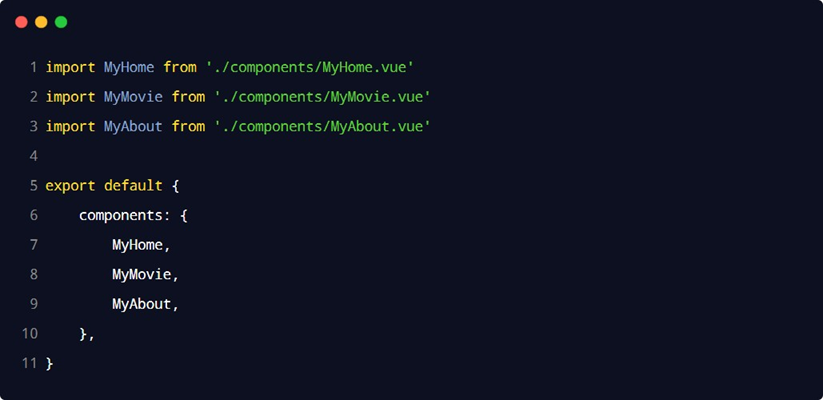 1 import MyHome from './components/MyHome.vue'
2 import MyMovie from './components/MyMovie.vue'
3 import MyAbout from './components/MyAbout.vue'
4
5 export default {
6     components: {
7         MyHome,
8         MyMovie,
9         MyAbout,
10     },
11 }